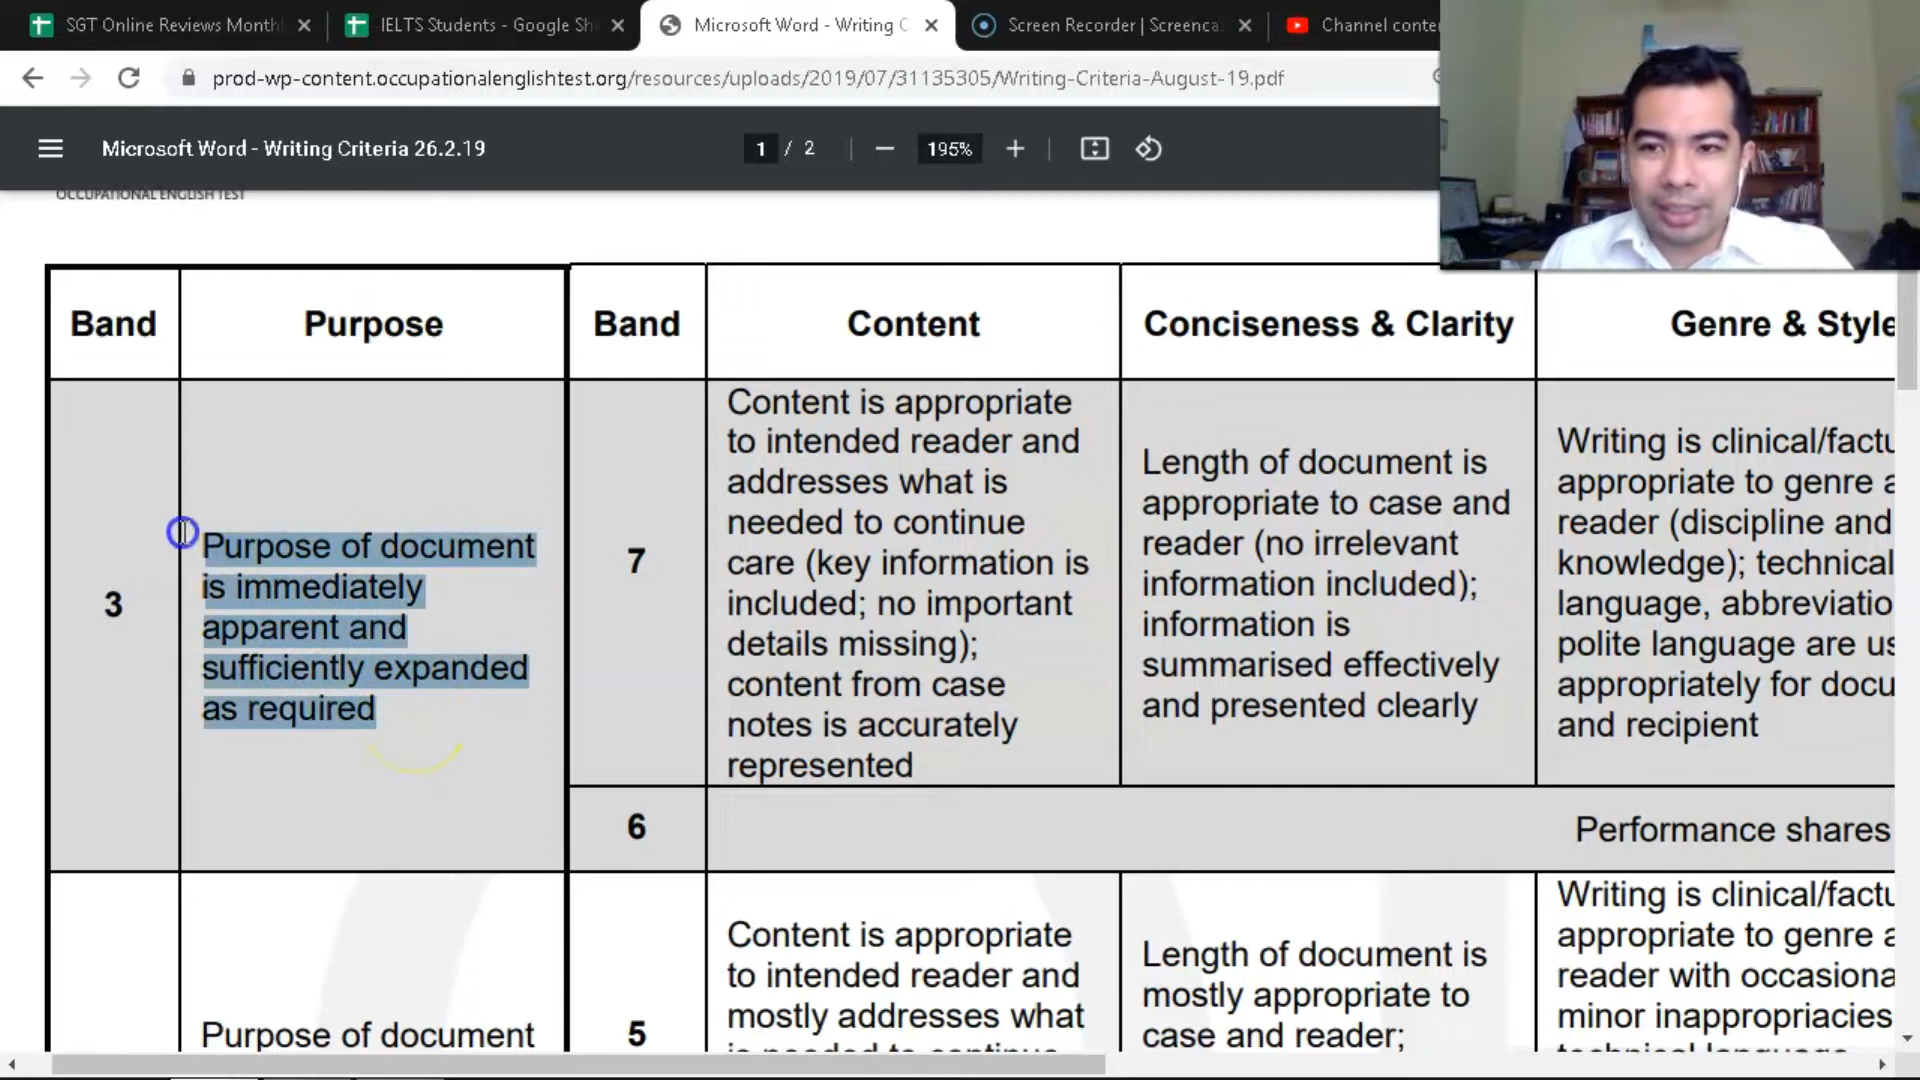 SGT Online Reviews Month
IELTS Students - Google She
Microsoft Word - Writing C
Screen Recorder | Screenca
Channel conter
prod-wp-content.occupationalenglishtest.org/resources/uploads/2019/07/31135305/Writing-Criteria-August-19.pdf
Microsoft Word - Writing Criteria 26.2.19
1 / 2
195%
OCCUPATIONAL ENGLISH TEST
Band
Purpose
Band
Content
Conciseness & Clarity
Genre & Style
3
Purpose of document
is immediately
apparent and
sufficiently expanded
as required
7
Content is appropriate
to intended reader and
addresses what is
needed to continue
care (key information is
included; no important
details missing);
content from case
notes is accurately
represented
Length of document is
appropriate to case and
reader (no irrelevant
information included);
information is
summarised effectively
and presented clearly
Writing is clinical/factu
appropriate to genre a
reader (discipline and
knowledge); technical
language, abbreviatio
polite language are us
appropriately for docu
and recipient
6
Performance shares
Purpose of document
5
Content is appropriate
to intended reader and
mostly addresses what
is needed to continue
Length of document is
mostly appropriate to
case and reader;
Writing is clinical/factu
appropriate to genre a
reader with occasiona
minor inappropriacies
technical language